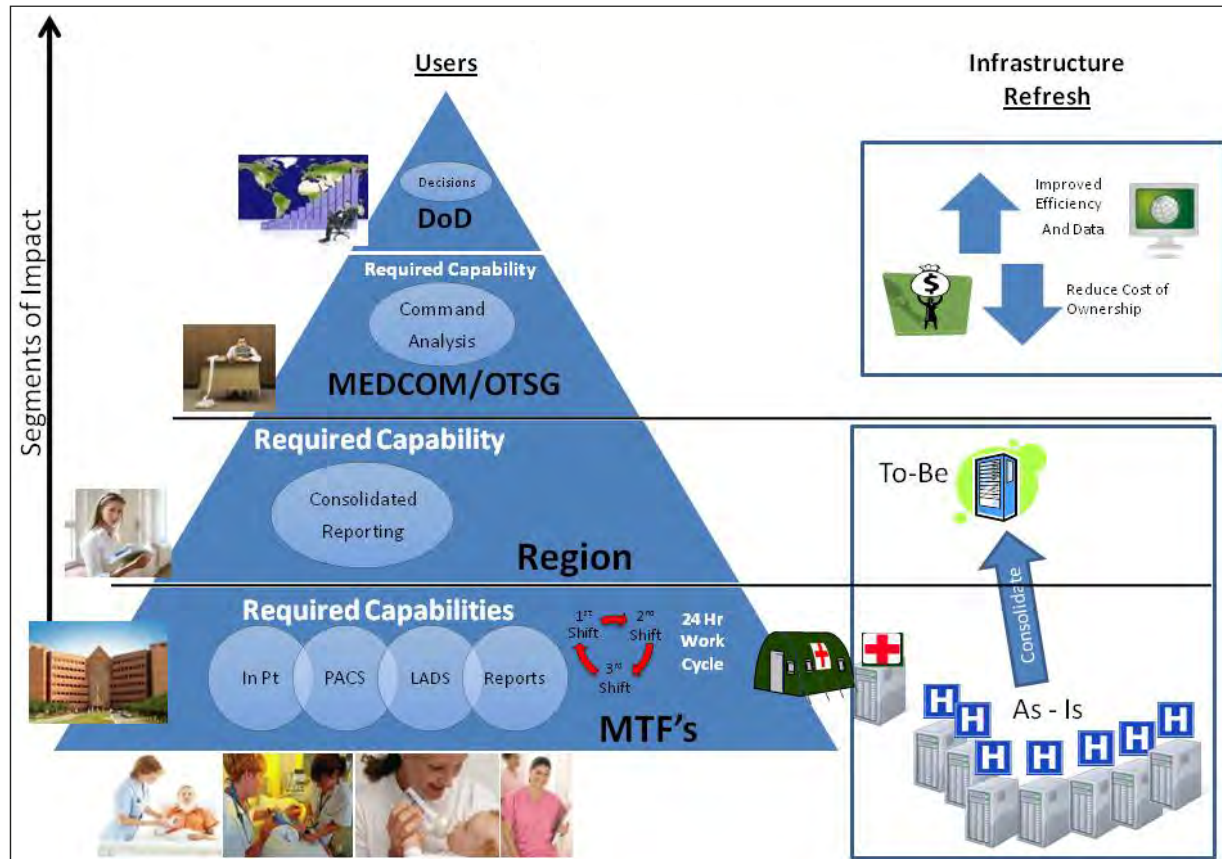 Users
Infrastructure
Refresh
Segments of Impact
Decisions
DoD
Required Capability
Command
Analysis
MEDCOM/OTSG
Improved
Efficiency
And Data
$
Reduce Cost of
Ownership
Required Capability
Consolidated
Reporting
Region
To-Be
Consolidate
As - Is
Required Capabilities
In Pt
PACS
LADS
Reports
1st
Shift
2nd
Shift
3rd
Shift
24 Hr
Work
Cycle
MTF's
H
H
H
H
H
H
H